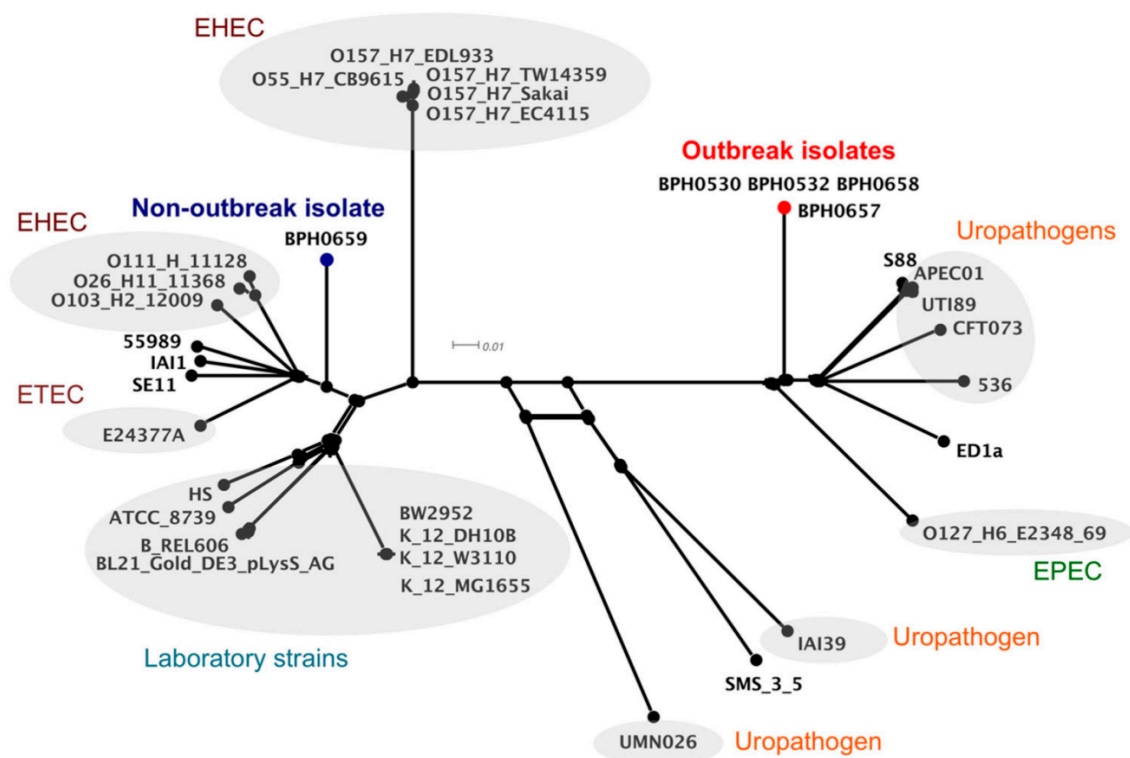 EHEC
O157_H7_EDL933
O55_H7_CB9615
O157_H7_TW14359
O157_H7_Sakai
O157_H7_EC4115
Outbreak isolates
BPH0530 BPH0532 BPH0658
BPH0657
Non-outbreak isolate
BPH0659
EHEC
O111_H_11128
O26_H11_11368
O103_H2_12009
55989
IAI1
SE11
ETEC
E24377A
0.01
Uropathogens
S88
APEC01
UTI89
CFT073
536
ED1a
O127_H6_E2348_69
EPEC
HS
ATCC_8739
B_REL606
BL21_Gold_DE3_pLysS_AG
BW2952
K_12_DH10B
K_12_W3110
K_12_MG1655
Laboratory strains
IAI39
Uropathogen
SMS_3_5
UMN026
Uropathogen